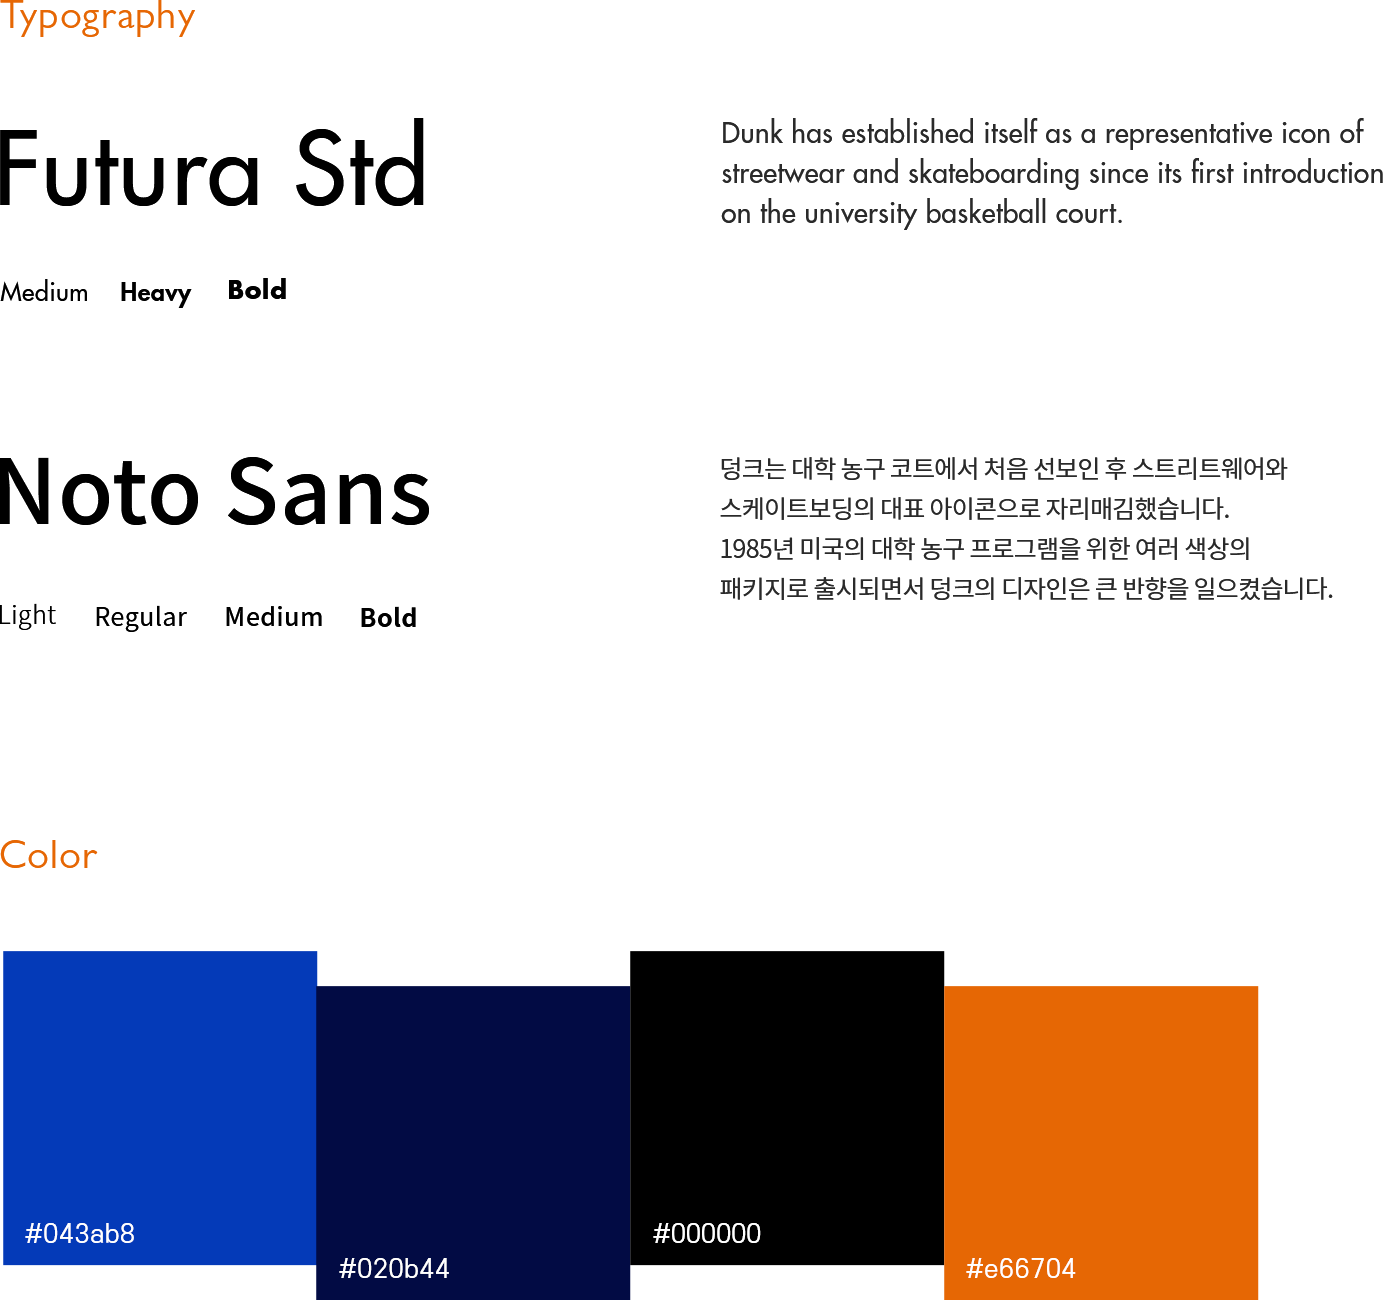 Typography
Futura Std
Medium Heavy Bold
Dunk has established itself as a representative icon of
streetwear and skateboarding since its first introduction
on the university basketball court.
Noto Sans
Light Regular Medium Bold
덩크는 대학 농구 코트에서 처음 선보인 후 스트리트웨어와
스케이트보딩의 대표 아이콘으로 자리매김했습니다.
1985년 미국의 대학 농구 프로그램을 위한 여러 색상의
패키지로 출시되면서 덩크의 디자인은 큰 반향을 일으켰습니다.
Color
#043ab8
#020b44
#000000
#e66704